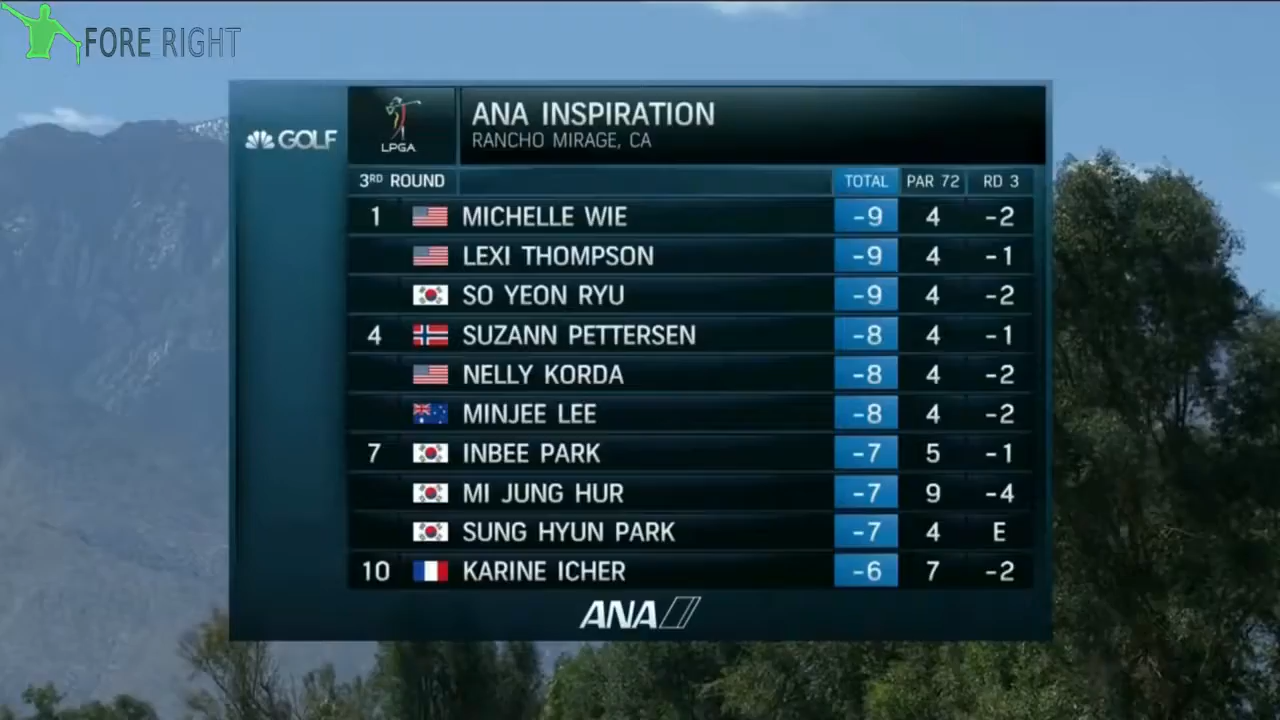 FORE RIGHT
GOLF
LPGA
ANA INSPIRATION
RANCHO MIRAGE, CA
3RD ROUND TOTAL PAR 72 RD 3
1 MICHELLE WIE -9 4 -2
LEXI THOMPSON -9 4 -1
SO YEON RYU -9 4 -2
4 SUZANN PETTERSEN -8 4 -1
NELLY KORDA -8 4 -2
MINJEE LEE -8 4 -2
7 INBEE PARK -7 5 -1
MI JUNG HUR -7 9 -4
SUNG HYUN PARK -7 4 E
10 KARINE ICHER -6 7 -2
ANA